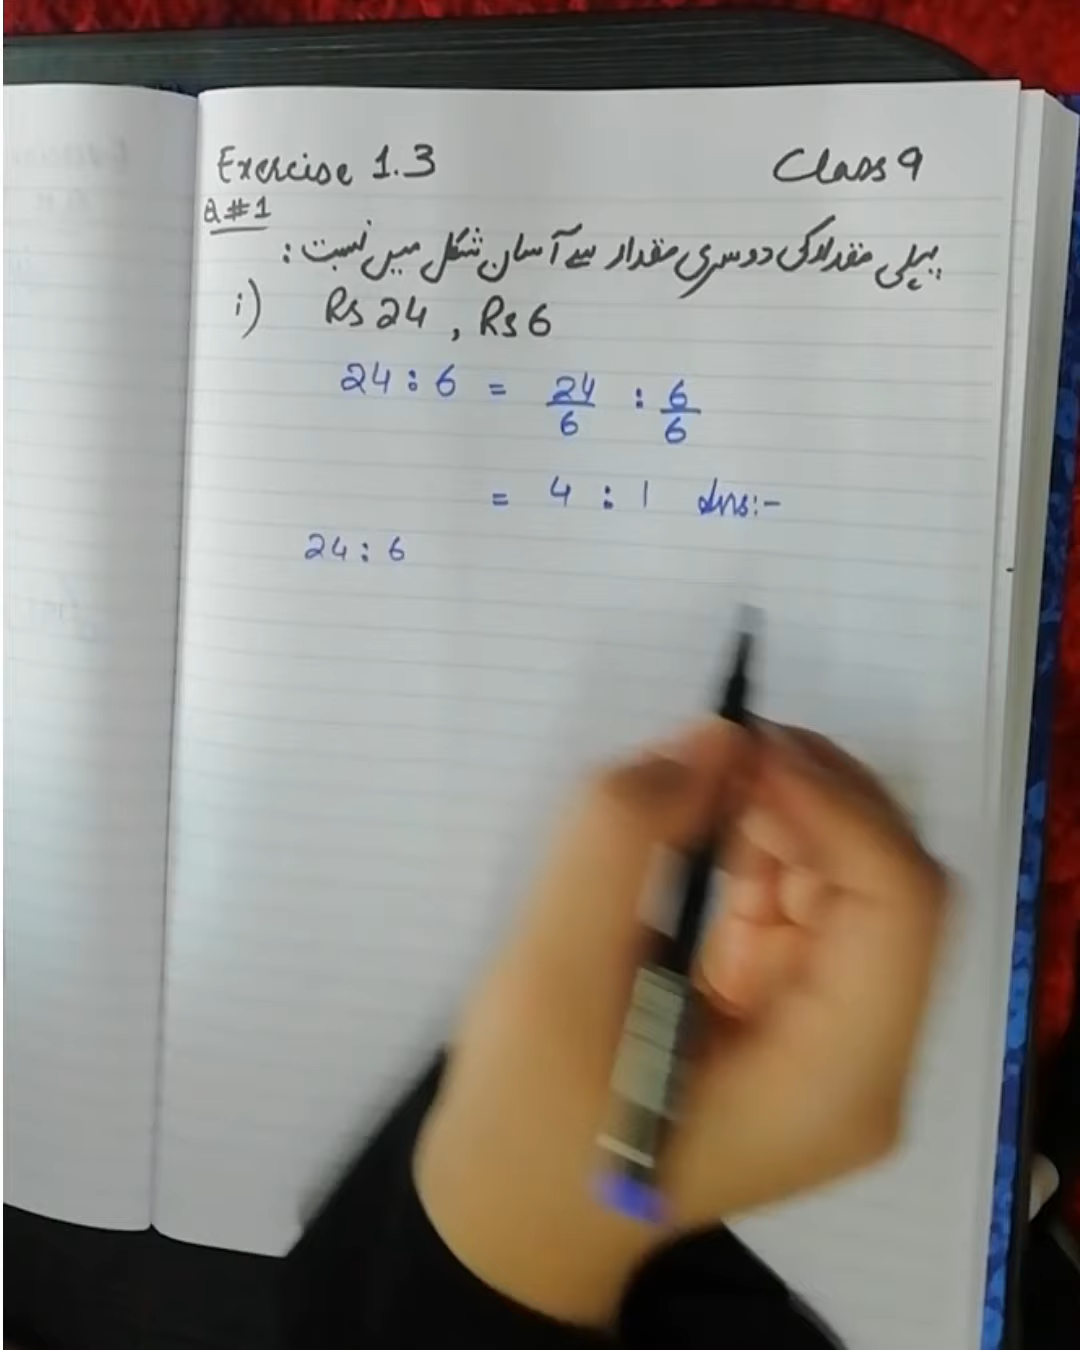 Exercise 1.3 Class 9
Q#1
پہلی مقدار کی دوسری مقدار سے آسان شکل میں نسبت :
i) Rs 24 , Rs 6
24 : 6 = 24/6 : 6/6
= 4 : 1 Ans:-
24 : 6